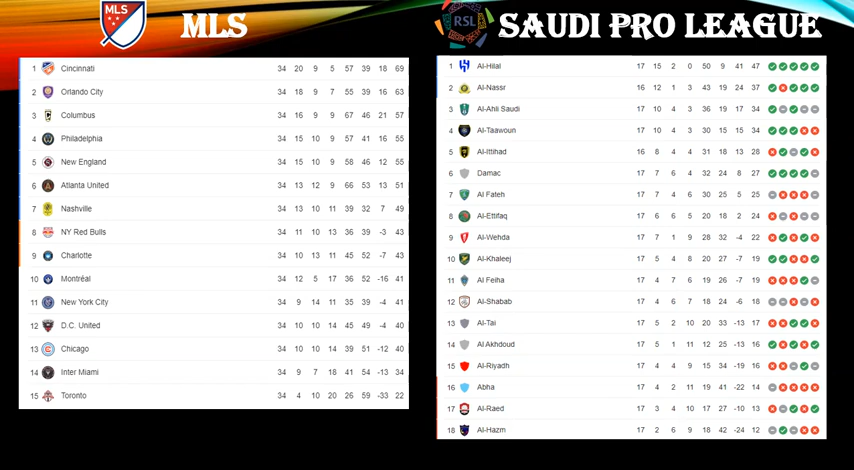 MLS
MLS
RSL
SAUDI PRO LEAGUE
1 Cincinnati 34 20 9 5 57 39 18 69
2 Orlando City 34 18 9 7 55 39 16 63
3 Columbus 34 16 9 9 67 46 21 57
4 Philadelphia 34 15 10 9 57 41 16 55
5 New England 34 15 10 9 58 46 12 55
6 Atlanta United 34 13 12 9 66 53 13 51
7 Nashville 34 13 10 11 39 32 7 49
8 NY Red Bulls 34 11 10 13 36 39 -3 43
9 Charlotte 34 10 13 11 45 52 -7 43
10 Montréal 34 12 5 17 36 52 -16 41
11 New York City 34 9 14 11 35 39 -4 41
12 D.C. United 34 10 10 14 45 49 -4 40
13 Chicago 34 10 10 14 39 51 -12 40
14 Inter Miami 34 9 7 18 41 54 -13 34
15 Toronto 34 4 10 20 26 59 -33 22
1 Al-Hilal 17 15 2 0 50 9 41 47
2 Al-Nassr 16 12 1 3 43 19 24 37
3 Al-Ahli Saudi 17 10 4 3 36 19 17 34
4 Al-Taawoun 17 10 4 3 30 15 15 34
5 Al-Ittihad 16 8 4 4 31 18 13 28
6 Damac 17 7 6 4 32 24 8 27
7 Al Fateh 17 7 4 6 30 25 5 25
8 Al-Ettifaq 17 6 6 5 20 18 2 24
9 Al-Wehda 17 7 1 9 28 32 -4 22
10 Al-Khaleej 17 5 4 8 20 27 -7 19
11 Al Feiha 17 4 7 6 19 26 -7 19
12 Al-Shabab 17 4 6 7 18 24 -6 18
13 Al-Tai 17 5 2 10 20 33 -13 17
14 Al Akhdoud 17 5 1 11 12 25 -13 16
15 Al-Riyadh 17 4 4 9 15 34 -19 16
16 Abha 17 4 2 11 19 41 -22 14
17 Al-Raed 17 3 4 10 17 27 -10 13
18 Al-Hazm 17 2 6 9 18 42 -24 12